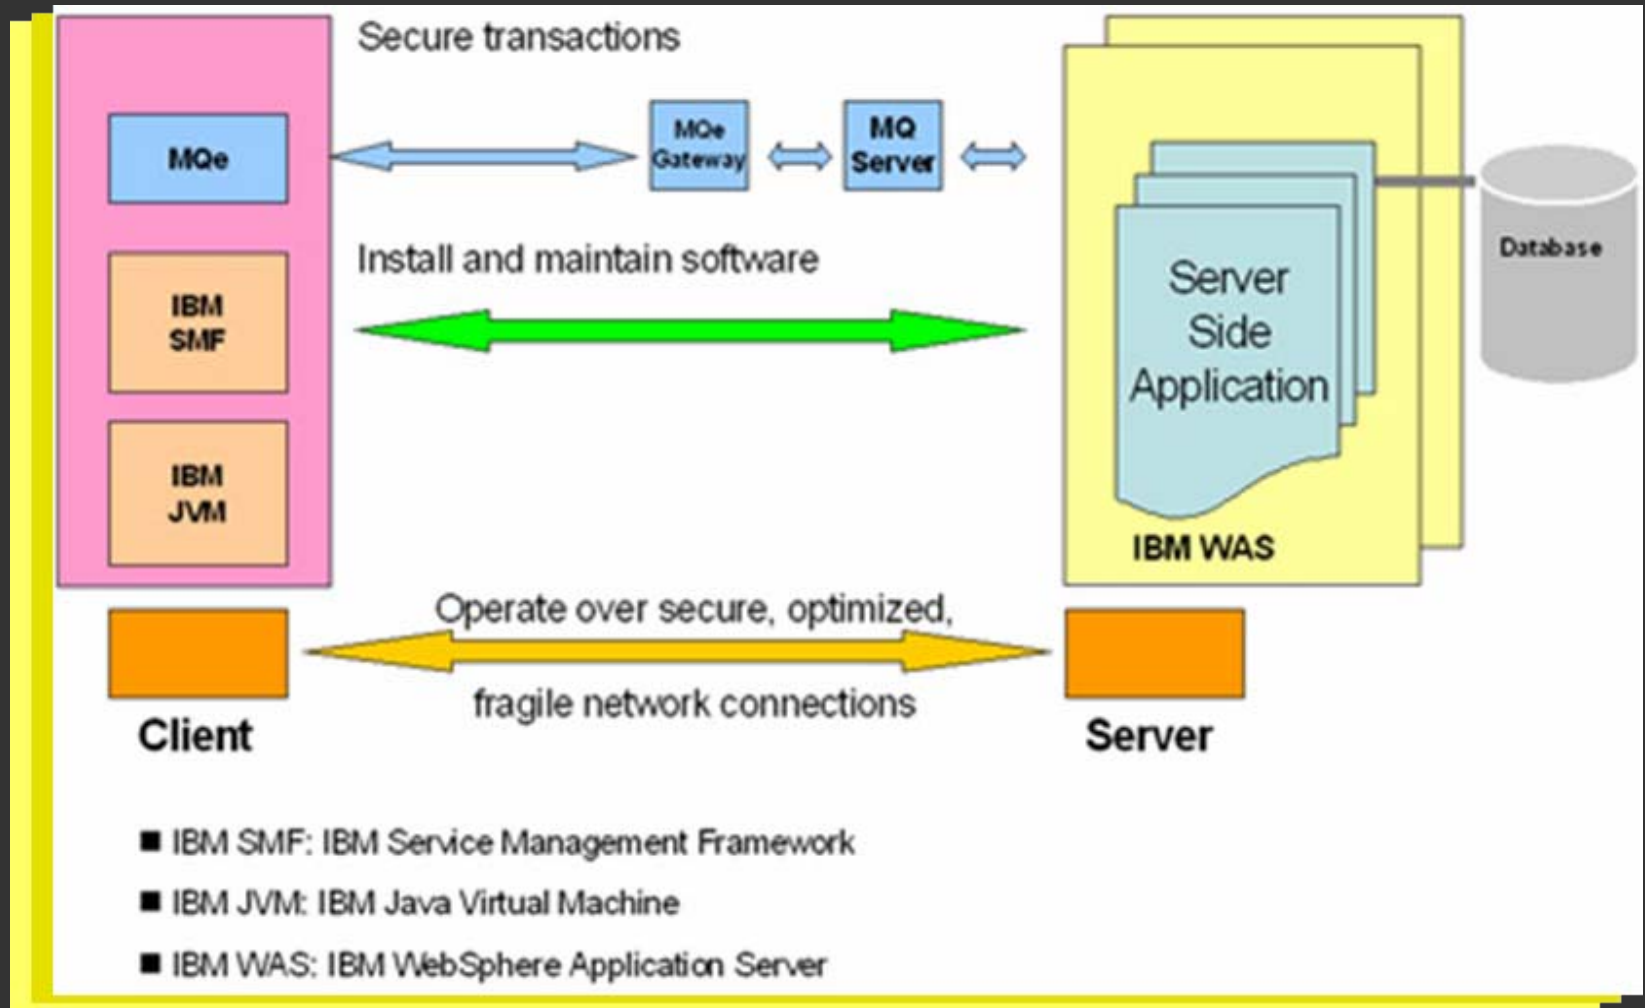 Secure transactions
MQe
MQe
Gateway
MQ
Server
Install and maintain software
IBM
SMF
IBM
JVM
Server
Side
Application
IBM WAS
Database
Operate over secure, optimized,
fragile network connections
Client
Server
■ IBM SMF: IBM Service Management Framework
■ IBM JVM: IBM Java Virtual Machine
■ IBM WAS: IBM WebSphere Application Server